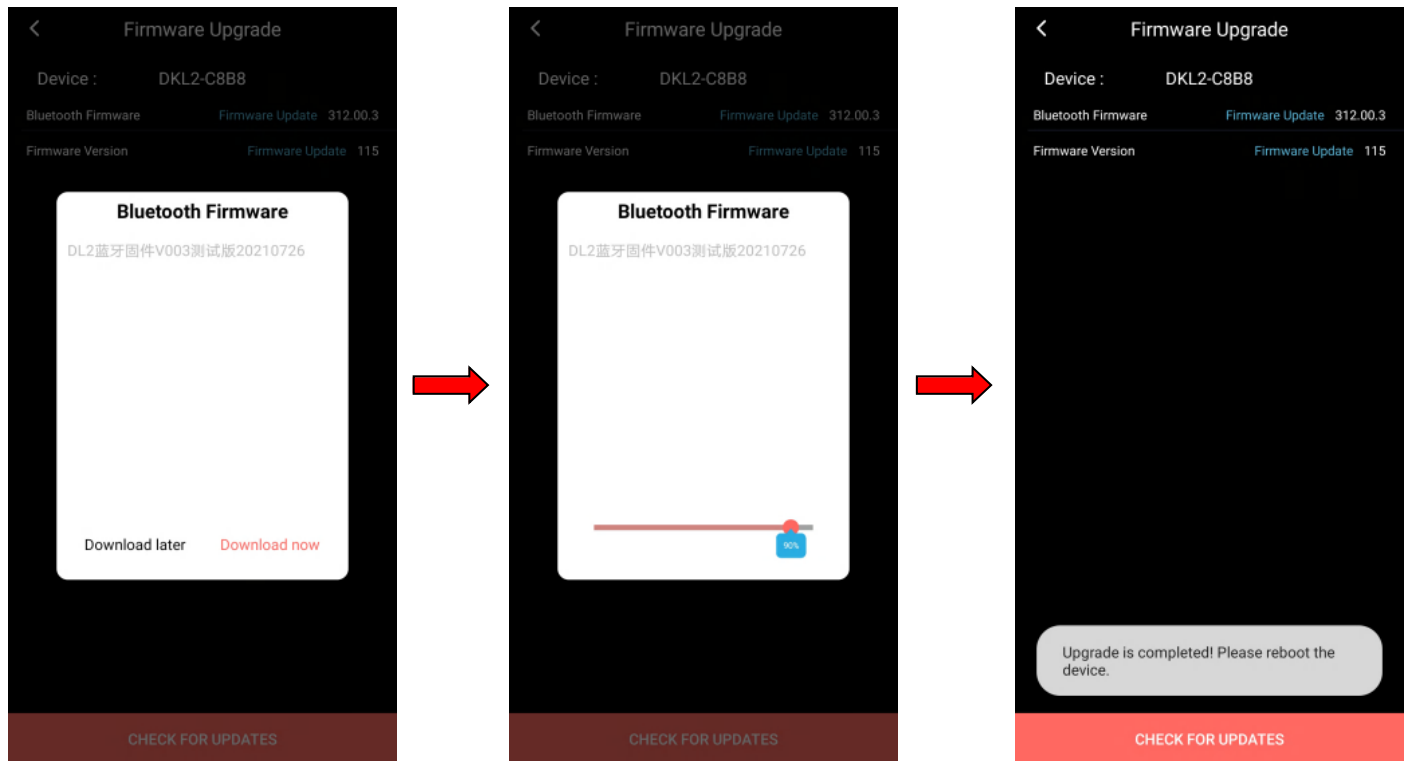 Firmware Upgrade
Device : DKL2-C8B8
Bluetooth Firmware Firmware Update 312.00.3
Firmware Version Firmware Update 115
Bluetooth Firmware
DL2蓝牙固件V003测试版20210726
Download later Download now
CHECK FOR UPDATES
Firmware Upgrade
Device : DKL2-C8B8
Bluetooth Firmware Firmware Update 312.00.3
Firmware Version Firmware Update 115
Bluetooth Firmware
DL2蓝牙固件V003测试版20210726
90%
CHECK FOR UPDATES
Firmware Upgrade
Device : DKL2-C8B8
Bluetooth Firmware Firmware Update 312.00.3
Firmware Version Firmware Update 115
Upgrade is completed! Please reboot the
device.
CHECK FOR UPDATES